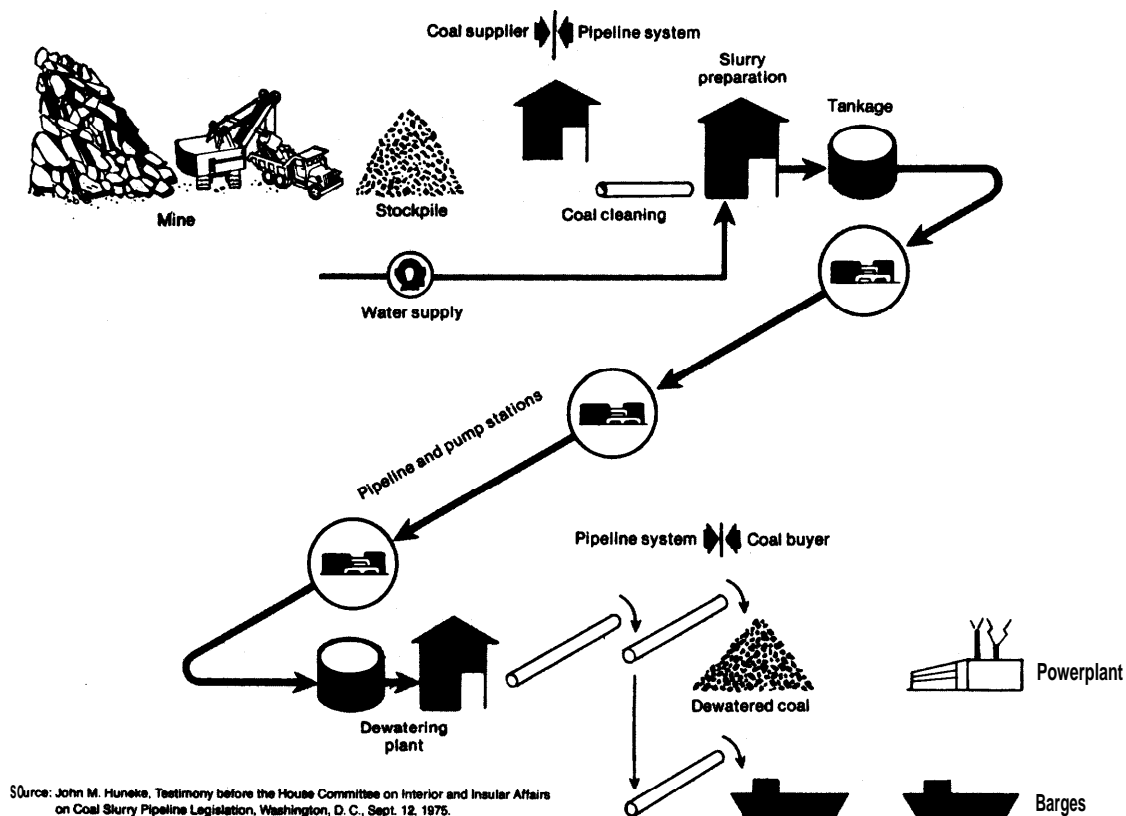 Coal supplier Pipeline system
Slurry
preparation
Tankage
Mine
Stockpile
Coal cleaning
Water supply
Pipeline and pump stations
Pipeline system Coal buyer
Powerplant
Dewatered coal
Dewatering
plant
Barges
SOurce: John M. Huneke, Testimony before the House Committee on Interior and Insular Affairs
on Coal Slurry Pipeline Legislation, Washington, D. C., Sept. 12, 1975.